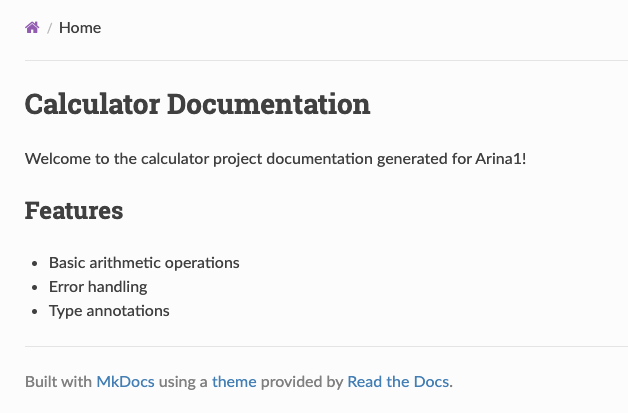 / Home
Calculator Documentation
Welcome to the calculator project documentation generated for Arina1!
Features
• Basic arithmetic operations
• Error handling
• Type annotations
Built with MkDocs using a theme provided by Read the Docs.